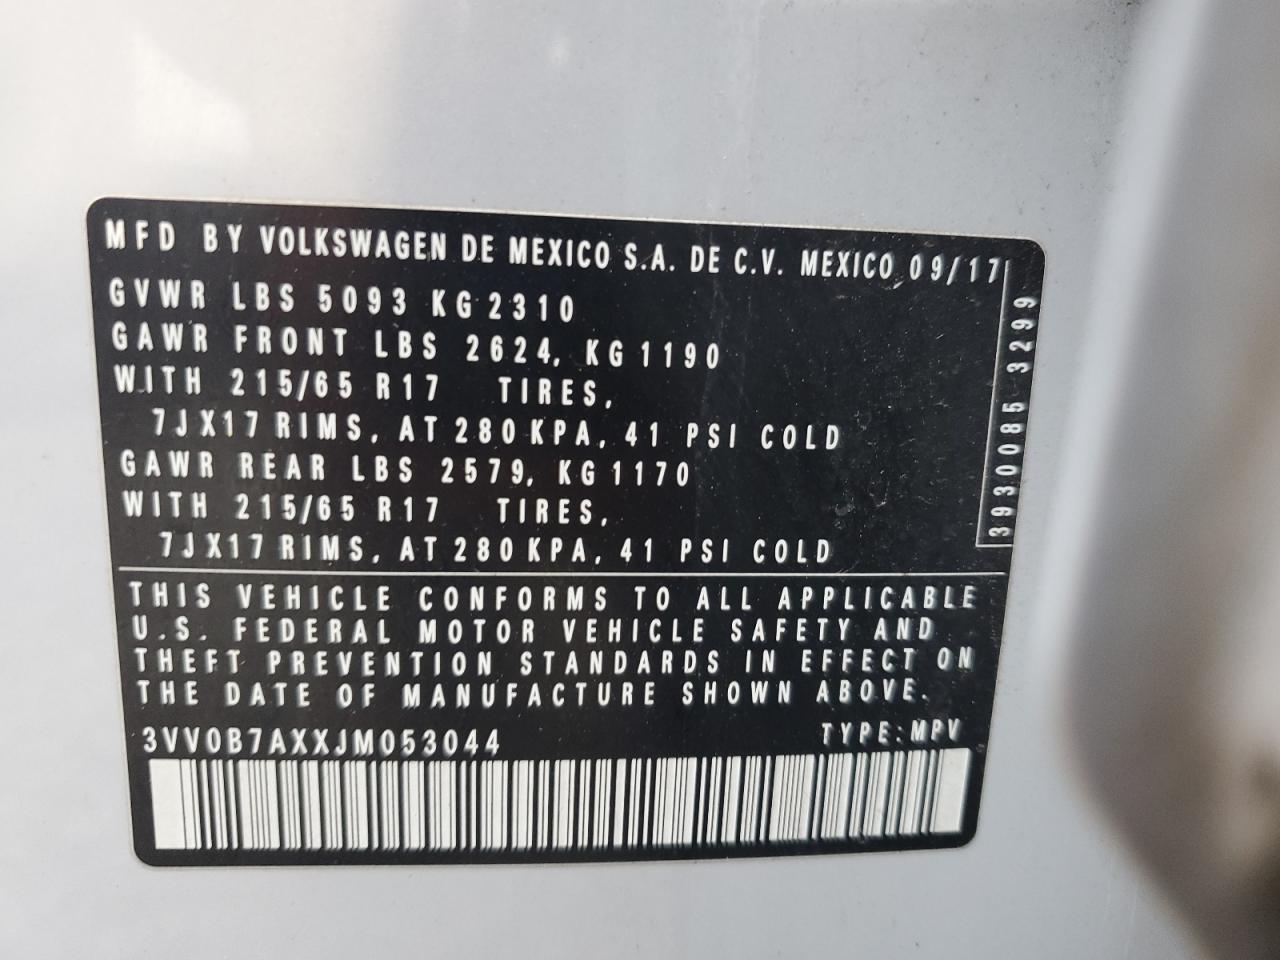 MFD BY VOLKSWAGEN DE MEXICO S.A. DE C.V. MEXICO 09/17
GVWR LBS 5093 KG 2310
GAWR FRONT LBS 2624, KG 1190
WITH 215/65 R17 TIRES,
7JX17 RIMS, AT 280 KPA, 41 PSI COLD
GAWR REAR LBS 2579, KG 1170
WITH 215/65 R17 TIRES,
7JX17 RIMS, AT 280 KPA, 41 PSI COLD
3930085 3299
THIS VEHICLE CONFORMS TO ALL APPLICABLE
U.S. FEDERAL MOTOR VEHICLE SAFETY AND
THEFT PREVENTION STANDARDS IN EFFECT ON
THE DATE OF MANUFACTURE SHOWN ABOVE.
3VV0B7AXXJM053044 TYPE: MPV